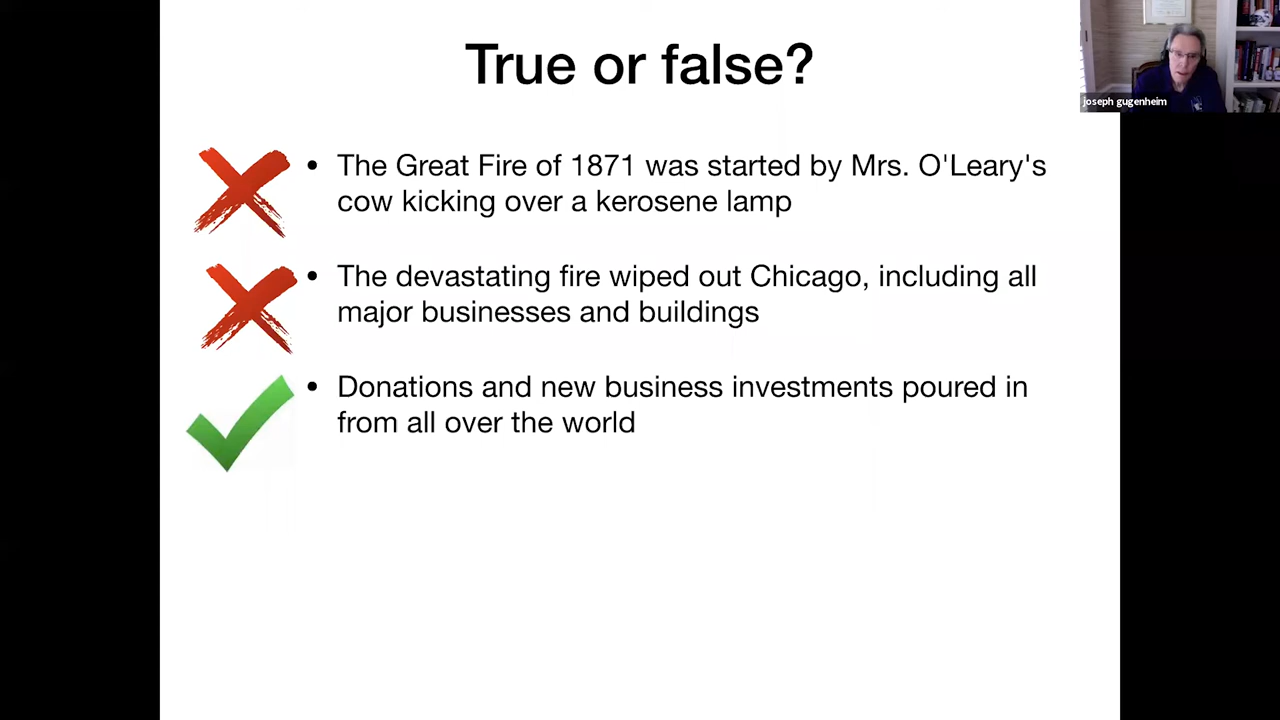 True or false?
joseph gugenheim
• The Great Fire of 1871 was started by Mrs. O'Leary's
cow kicking over a kerosene lamp
• The devastating fire wiped out Chicago, including all
major businesses and buildings
• Donations and new business investments poured in
from all over the world